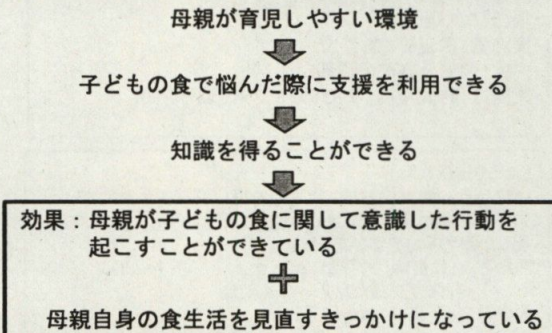 母親が育児しやすい環境
子どもの食で悩んだ際に支援を利用できる
知識を得ることができる
効果：母親が子どもの食に関して意識した行動を
起こすことができている
母親自身の食生活を見直すきっかけになっている